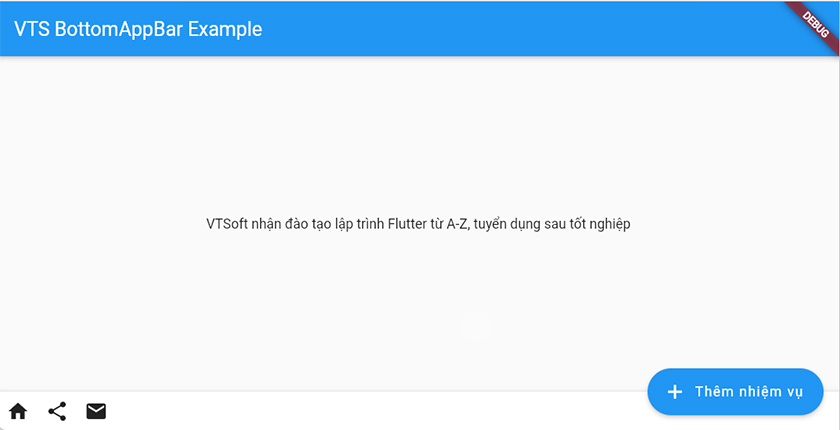 VTS BottomAppBar Example
DEBUG
VTSoft nhận đào tạo lập trình Flutter từ A-Z, tuyển dụng sau tốt nghiệp
Thêm nhiệm vụ